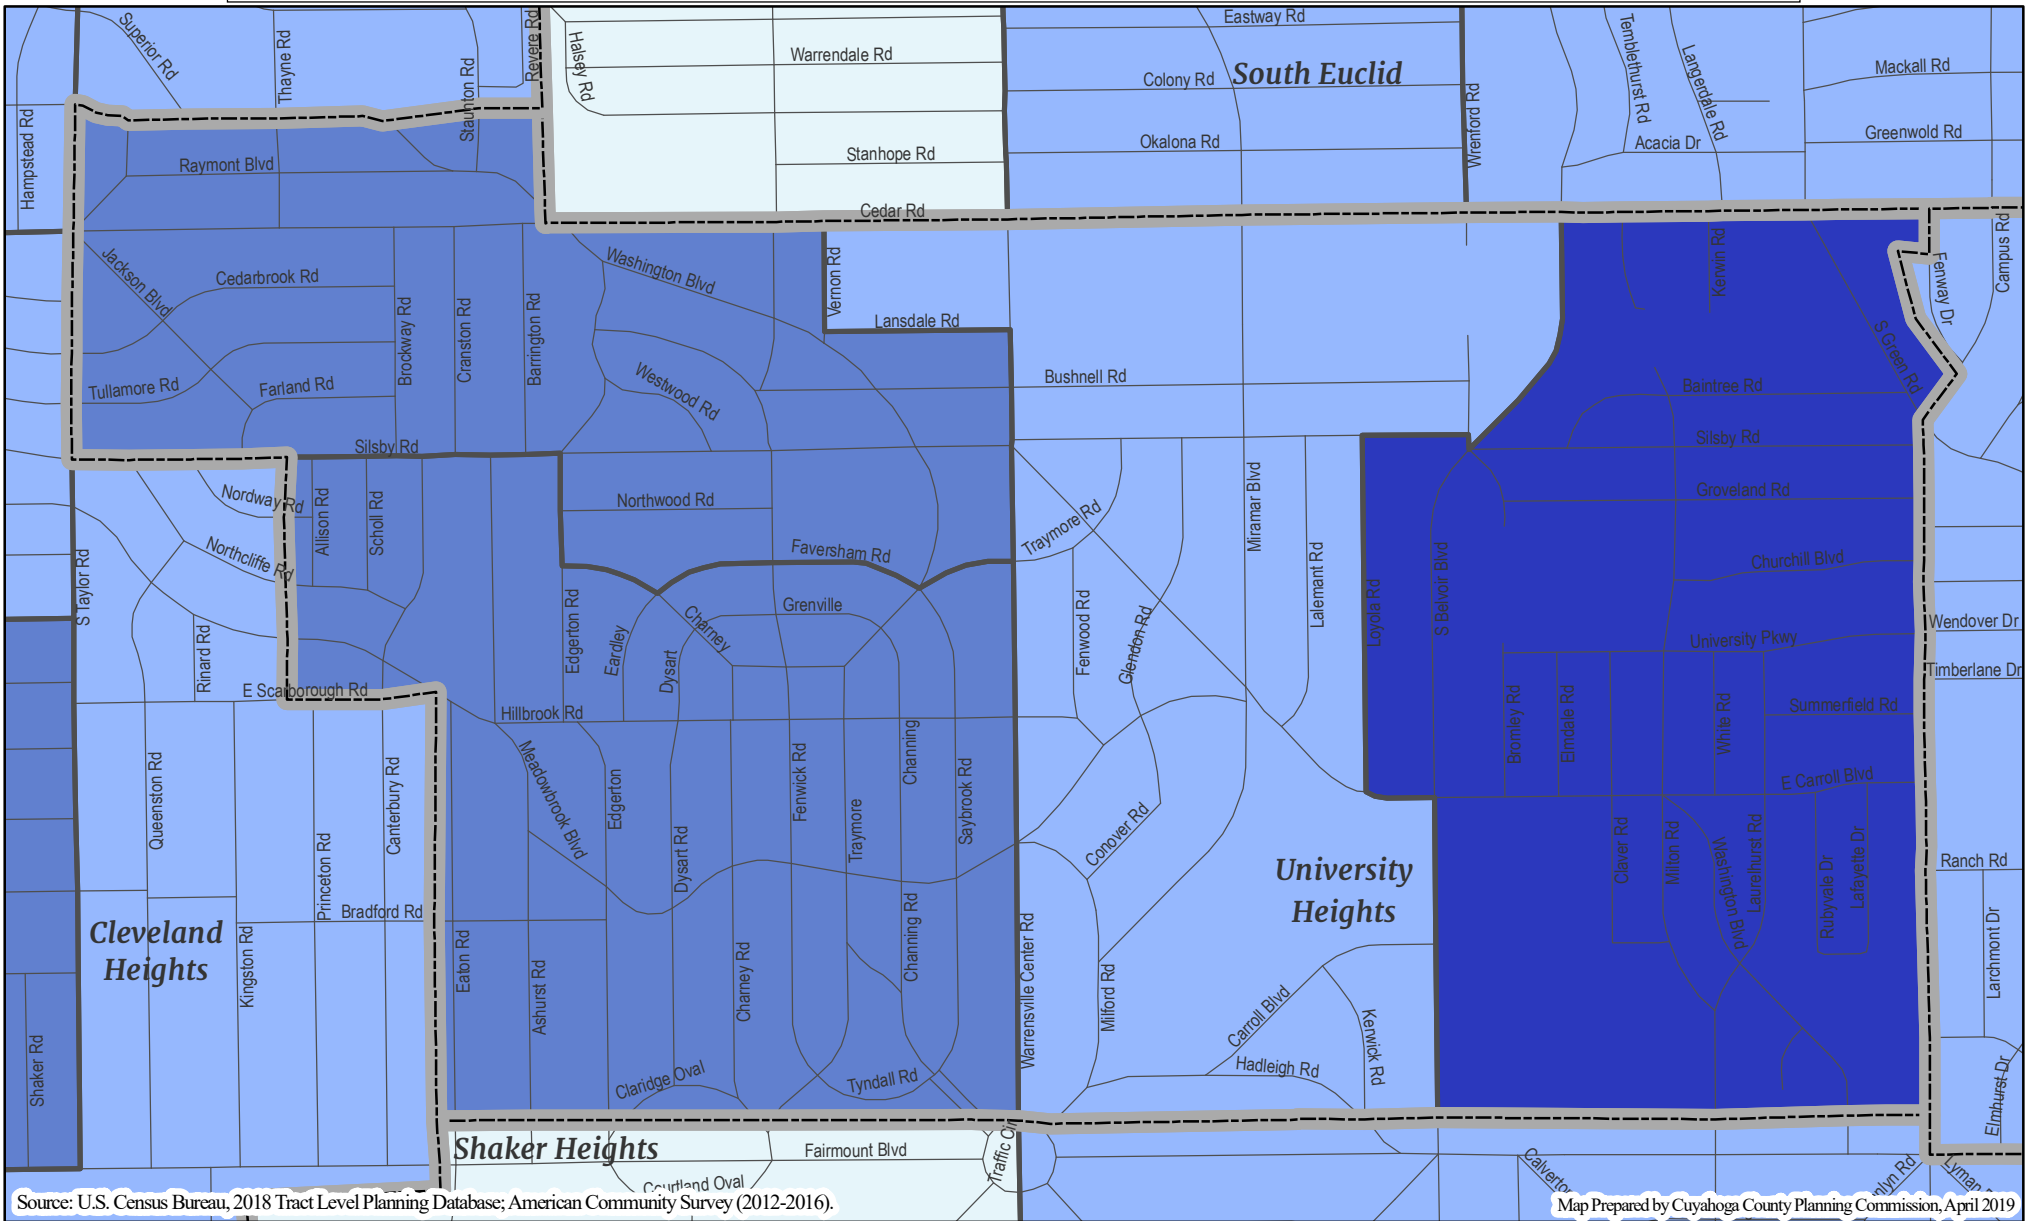 Superior Rd
Thayne Rd
Staunton Rd
Revere Rd
Halsey Rd
Warrendale Rd
Eastway Rd
Colony Rd
South Euclid
Okalona Rd
Wrenford Rd
Temblethurst Rd
Langerdale Rd
Mackall Rd
Greenwold Rd
Acacia Dr
Hampstead Rd
Raymont Blvd
Stanhope Rd
Cedar Rd
Jackson Blvd
Cedarbrook Rd
Washington Blvd
Vernon Rd
Lansdale Rd
Kerwin Rd
Fenway Dr
Campus Rd
Brockway Rd
Cranston Rd
Barrington Rd
Tullamore Rd
Farland Rd
Westwood Rd
Bushnell Rd
Baintree Rd
S Green Rd
Silsby Rd
Silsby Rd
Nordway Rd
Allison Rd
Scholl Rd
Northwood Rd
Traymore Rd
Miramar Blvd
Lalemant Rd
Groveland Rd
Northcliffe Rd
Faversham Rd
Churchill Blvd
S Taylor Rd
Rinard Rd
Edgerton Rd
Eardley
Dysart
Charney
Grenville
Fenwood Rd
Glendon Rd
Loyola Rd
S Belvoir Blvd
University Pkwy
Wendover Dr
Timberlane Dr
E Scarborough Rd
Hillbrook Rd
Bromley Rd
Elmdale Rd
White Rd
Summerfield Rd
Queenston Rd
Canterbury Rd
Meadowbrook Blvd
Edgerton
Fenwick Rd
Channing
Saybrook Rd
E Carroll Blvd
Princeton Rd
Dysart Rd
Traymore
Conover Rd
University
Heights
Claver Rd
Milton Rd
Washington Blvd
Laurelhurst Rd
Rubyvale Dr
Lafayette Dr
Ranch Rd
Cleveland
Heights
Bradford Rd
Kingston Rd
Eaton Rd
Ashurst Rd
Charney Rd
Channing Rd
Warrensville Center Rd
Milford Rd
Carroll Blvd
Kerwick Rd
Hadleigh Rd
Larchmont Dr
Shaker Rd
Claridge Oval
Tyndall Rd
Elmhurst Dr
Shaker Heights
Fairmount Blvd
Traffic Cir
Courtland Oval
Source: U.S. Census Bureau, 2018 Tract Level Planning Database; American Community Survey (2012-2016).
Map Prepared by Cuyahoga County Planning Commission, April 2019